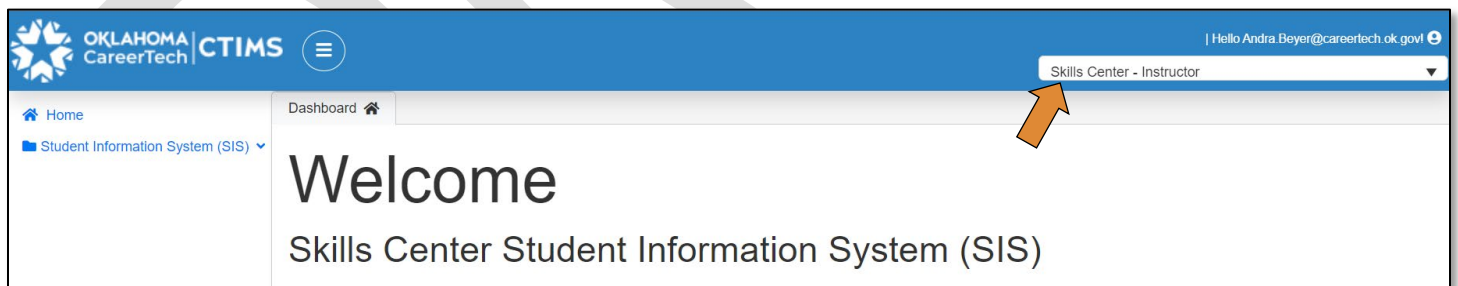 OKLAHOMA
CareerTech
CTIMS
| Hello Andra.Beyer@careertech.ok.gov!
Skills Center - Instructor
Home
Student Information System (SIS)
Dashboard
Welcome
Skills Center Student Information System (SIS)